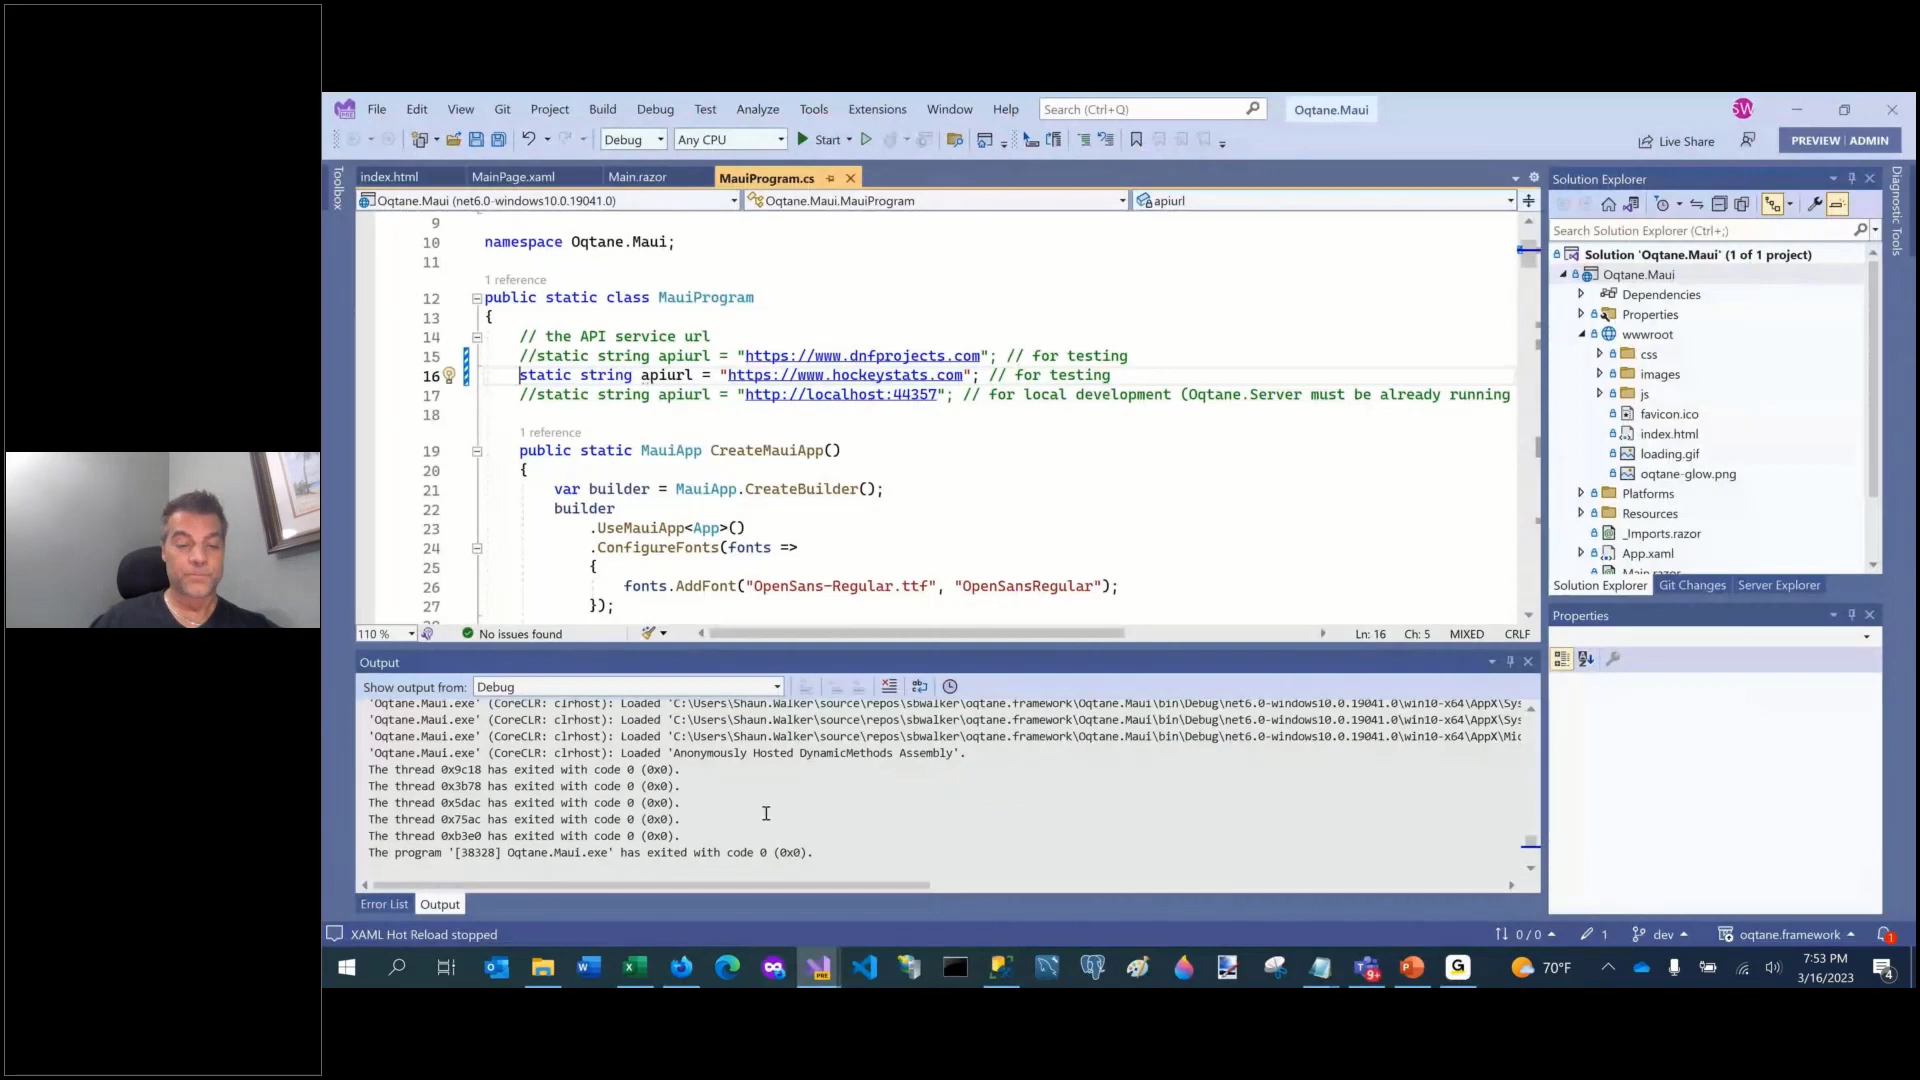 File Edit View Git Project Build Debug Test Analyze Tools Extensions Window Help Search (Ctrl+Q) Oqtane.Maui SW
Debug Any CPU Start Live Share PREVIEW | ADMIN
Toolbox
index.html MainPage.xaml Main.razor MauiProgram.cs
Oqtane.Maui (net6.0-windows10.0.19041.0) Oqtane.Maui.MauiProgram apiurl
9
10 namespace Oqtane.Maui;
11
1 reference
12 public static class MauiProgram
13 {
14 // the API service url
15 //static string apiurl = "https://www.dnfprojects.com"; // for testing
16 static string apiurl = "https://www.hockeystats.com"; // for testing
17 //static string apiurl = "http://localhost:44357"; // for local development (Oqtane.Server must be already running
18
1 reference
19 public static MauiApp CreateMauiApp()
20 {
21 var builder = MauiApp.CreateBuilder();
22 builder
23 .UseMauiApp<App>()
24 .ConfigureFonts(fonts =>
25 {
26 fonts.AddFont("OpenSans-Regular.ttf", "OpenSansRegular");
27 });
110 % No issues found Ln: 16 Ch: 5 MIXED CRLF
Output
Show output from: Debug
'Oqtane.Maui.exe' (CoreCLR: clrhost): Loaded 'C:\Users\Shaun.Walker\source\repos\sbwalker\oqtane.framework\Oqtane.Maui\bin\Debug\net6.0-windows10.0.19041.0\win10-x64\AppX\Sys
'Oqtane.Maui.exe' (CoreCLR: clrhost): Loaded 'C:\Users\Shaun.Walker\source\repos\sbwalker\oqtane.framework\Oqtane.Maui\bin\Debug\net6.0-windows10.0.19041.0\win10-x64\AppX\Sys
'Oqtane.Maui.exe' (CoreCLR: clrhost): Loaded 'C:\Users\Shaun.Walker\source\repos\sbwalker\oqtane.framework\Oqtane.Maui\bin\Debug\net6.0-windows10.0.19041.0\win10-x64\AppX\Mic
'Oqtane.Maui.exe' (CoreCLR: clrhost): Loaded 'Anonymously Hosted DynamicMethods Assembly'.
The thread 0x9c18 has exited with code 0 (0x0).
The thread 0x3b78 has exited with code 0 (0x0).
The thread 0x5dac has exited with code 0 (0x0).
The thread 0x75ac has exited with code 0 (0x0).
The thread 0xb3e0 has exited with code 0 (0x0).
The program '[38328] Oqtane.Maui.exe' has exited with code 0 (0x0).
Error List Output
Solution Explorer
Search Solution Explorer (Ctrl+;)
Solution 'Oqtane.Maui' (1 of 1 project)
Oqtane.Maui
Dependencies
Properties
wwwroot
css
images
js
favicon.ico
index.html
loading.gif
oqtane-glow.png
Platforms
Resources
_Imports.razor
App.xaml
Main.razor
Solution Explorer Git Changes Server Explorer
Properties
Diagnostic Tools
XAML Hot Reload stopped 0 / 0 1 dev oqtane.framework 1
70°F 7:53 PM
3/16/2023 4